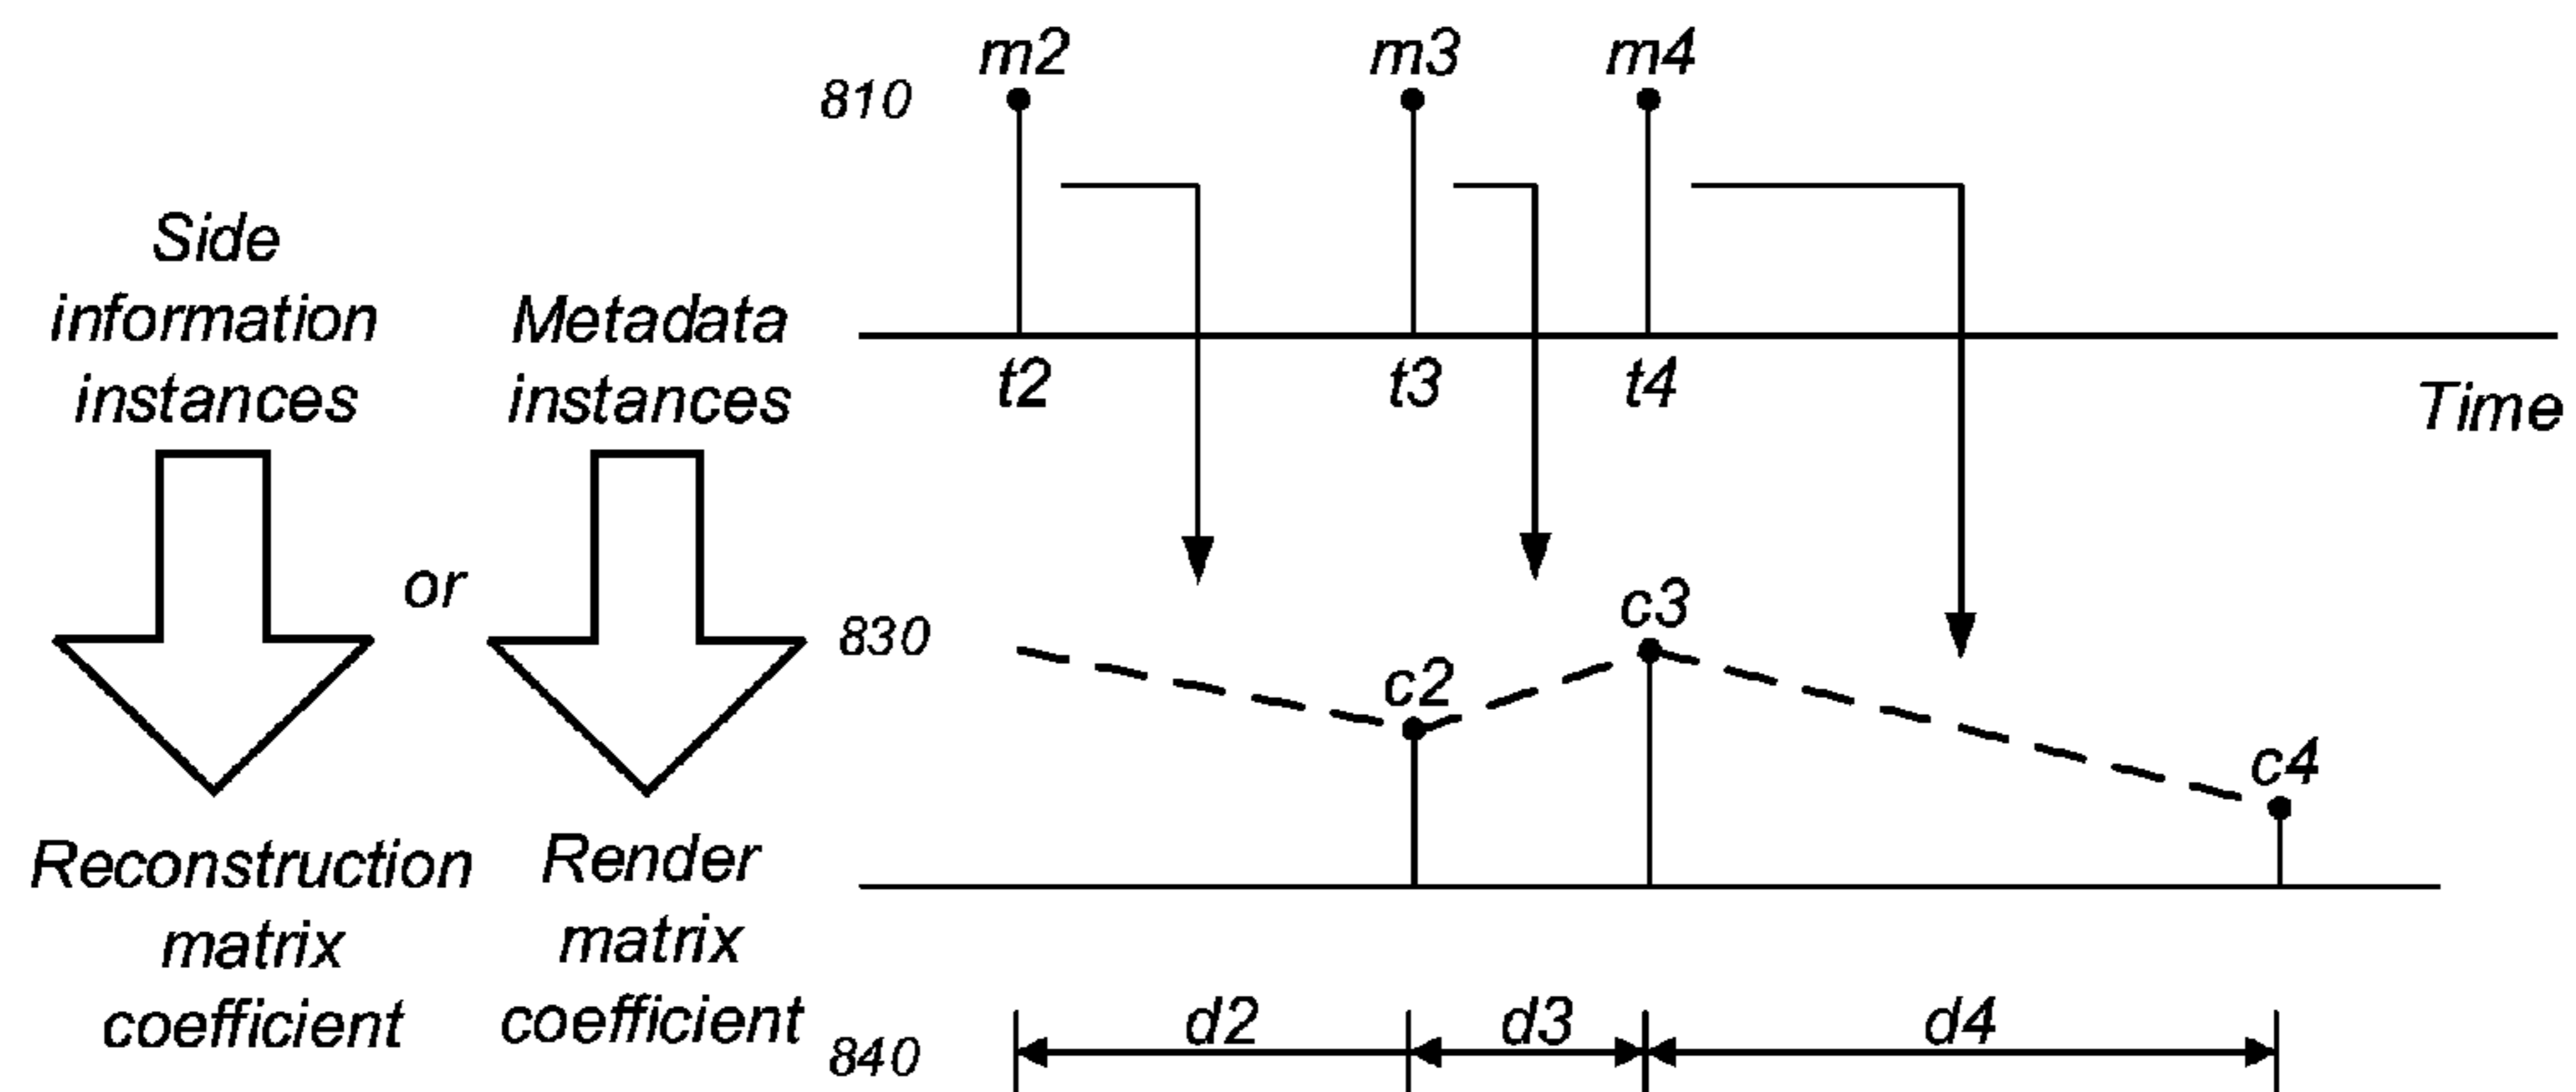 m2 m3 m4
810
Side
information
instances
Metadata
instances
t2 t3 t4
Time
or
830
c2
c3
c4
Reconstruction
matrix
coefficient
Render
matrix
coefficient
840
d2 d3 d4